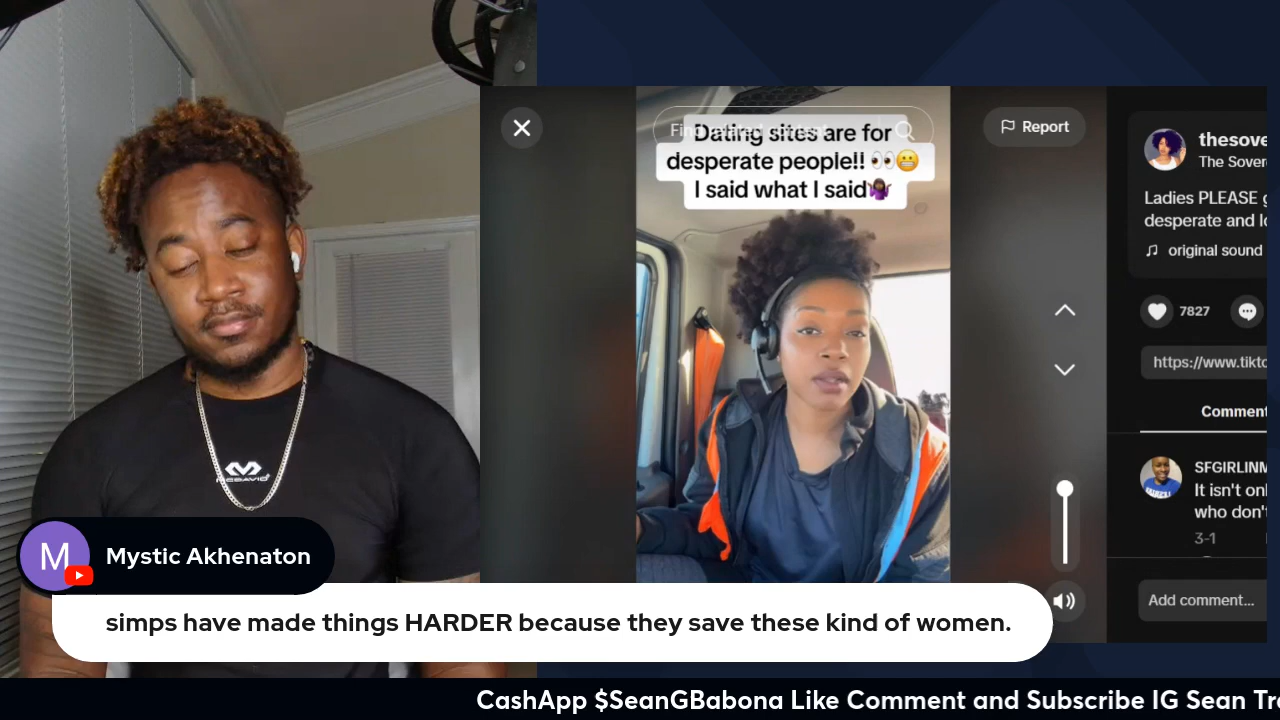 Dating sites are for
desperate people!! 👀😬
I said what I said🤷🏾‍♀️
Report
thesove
The Sover
Ladies PLEASE g
desperate and lo
original sound
7827
https://www.tikto
Comment
SFGIRLINM
It isn't onl
who don't
3-1
Add comment...
M
Mystic Akhenaton
simps have made things HARDER because they save these kind of women.
CashApp $SeanGBabona Like Comment and Subscribe IG Sean Tr